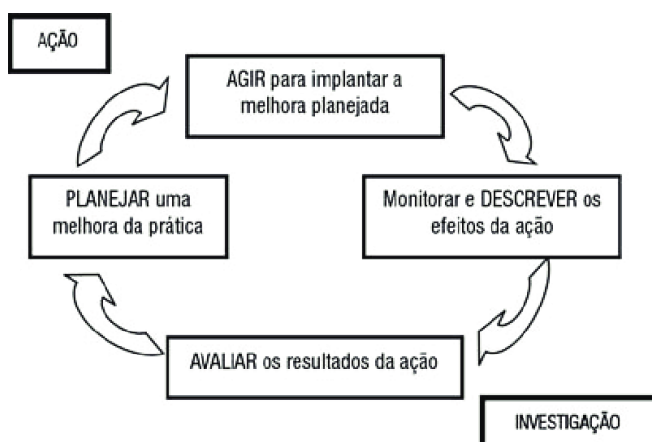 AÇÃO
AGIR para implantar a
melhora planejada
PLANEJAR uma
melhora da prática
Monitorar e DESCREVER os
efeitos da ação
AVALIAR os resultados da ação
INVESTIGAÇÃO